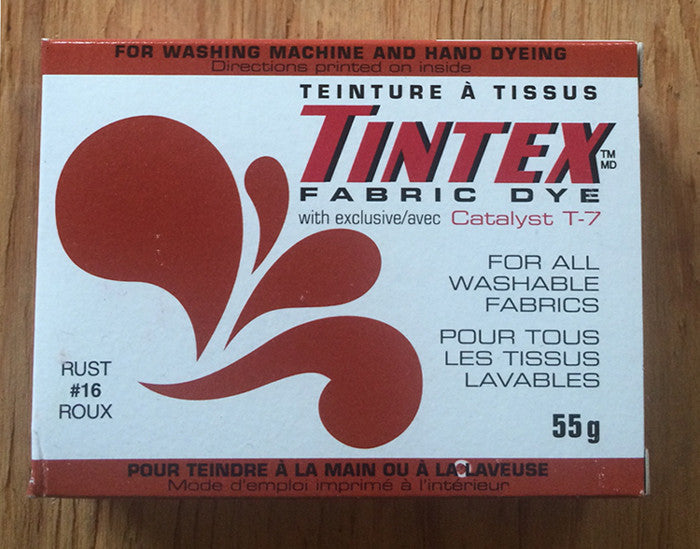 FOR WASHING MACHINE AND HAND DYEING
Directions printed on inside
TEINTURE À TISSUS
TINTEX TM MD
FABRIC DYE
with exclusive/avec Catalyst T-7
FOR ALL
WASHABLE
FABRICS
POUR TOUS
LES TISSUS
LAVABLES
RUST
#16
ROUX
55g
POUR TEINDRE À LA MAIN OU À LA LAVEUSE
Mode d'emploi imprimé à l'intérieur